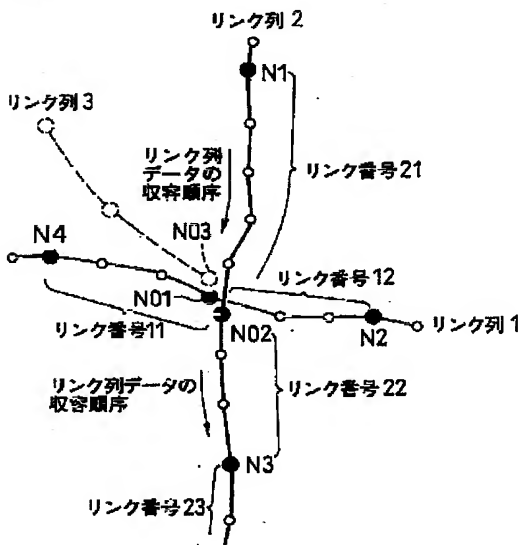 リンク列 2
N1
リンク列 3
リンク列
データの
収容順序
リンク番号21
N03
N4
リンク番号12
N01
リンク番号11
N02
N2
リンク列 1
リンク列データの
収容順序
リンク番号22
N3
リンク番号23